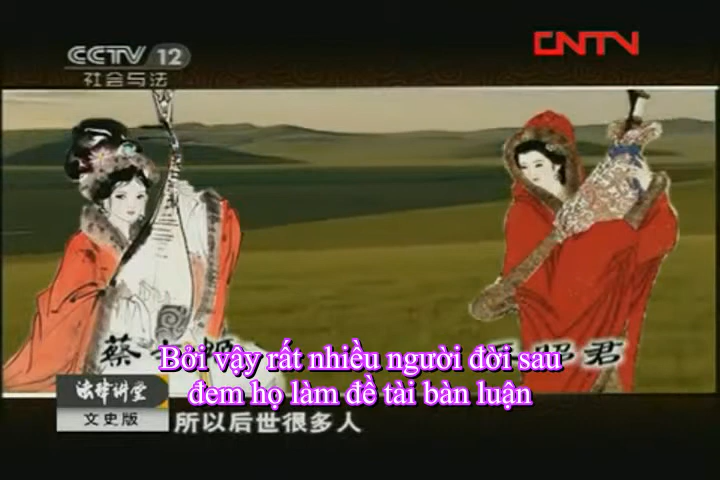 CCTV 12
社会与法
CNTV
蔡
昭君
Bởi vậy rất nhiều người đời sau
đem họ làm đề tài bàn luận
法律讲堂
文史版
所以后世很多人